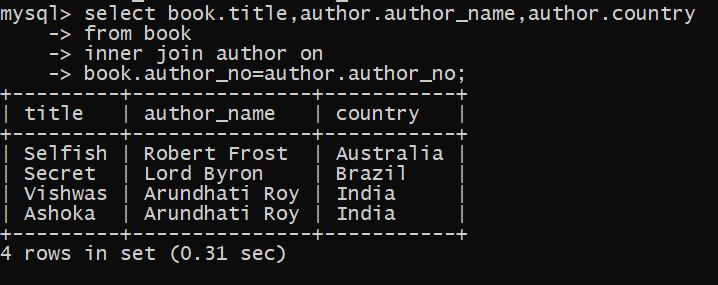 mysql> select book.title,author.author_name,author.country
    -> from book
    -> inner join author on
    -> book.author_no=author.author_no;
+---------+---------------+-----------+
| title   | author_name   | country   |
+---------+---------------+-----------+
| Selfish | Robert Frost  | Australia |
| Secret  | Lord Byron    | Brazil    |
| Vishwas | Arundhati Roy | India     |
| Ashoka  | Arundhati Roy | India     |
+---------+---------------+-----------+
4 rows in set (0.31 sec)